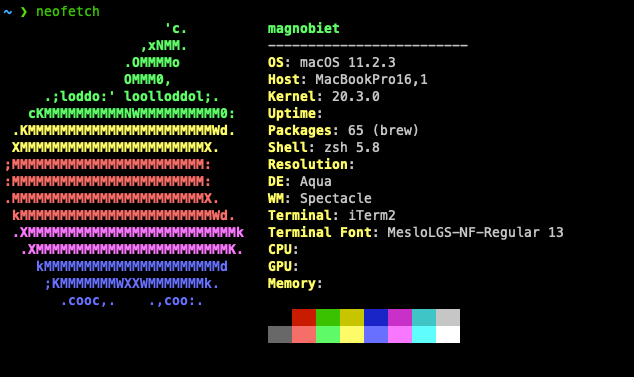 ~ ❯ neofetch
                    'c.          magnobiet
                 ,xNMM.          -------------------------
               .OMMMMo           OS: macOS 11.2.3
               OMMM0,            Host: MacBookPro16,1
     .;loddo:' loolloddol;.      Kernel: 20.3.0
   cKMMMMMMMMMMNWMMMMMMMMMM0:    Uptime:
 .KMMMMMMMMMMMMMMMMMMMMMMMWd.    Packages: 65 (brew)
 XMMMMMMMMMMMMMMMMMMMMMMMX.      Shell: zsh 5.8
;MMMMMMMMMMMMMMMMMMMMMMMM:       Resolution:
:MMMMMMMMMMMMMMMMMMMMMMMM:       DE: Aqua
.MMMMMMMMMMMMMMMMMMMMMMMMX.      WM: Spectacle
 kMMMMMMMMMMMMMMMMMMMMMMMMWd.    Terminal: iTerm2
 .XMMMMMMMMMMMMMMMMMMMMMMMMMMk   Terminal Font: MesloLGS-NF-Regular 13
  .XMMMMMMMMMMMMMMMMMMMMMMMMK.   CPU:
    kMMMMMMMMMMMMMMMMMMMMMMd     GPU:
     ;KMMMMMMMWXXWMMMMMMMk.      Memory:
       .cooc,.    .,coo:.